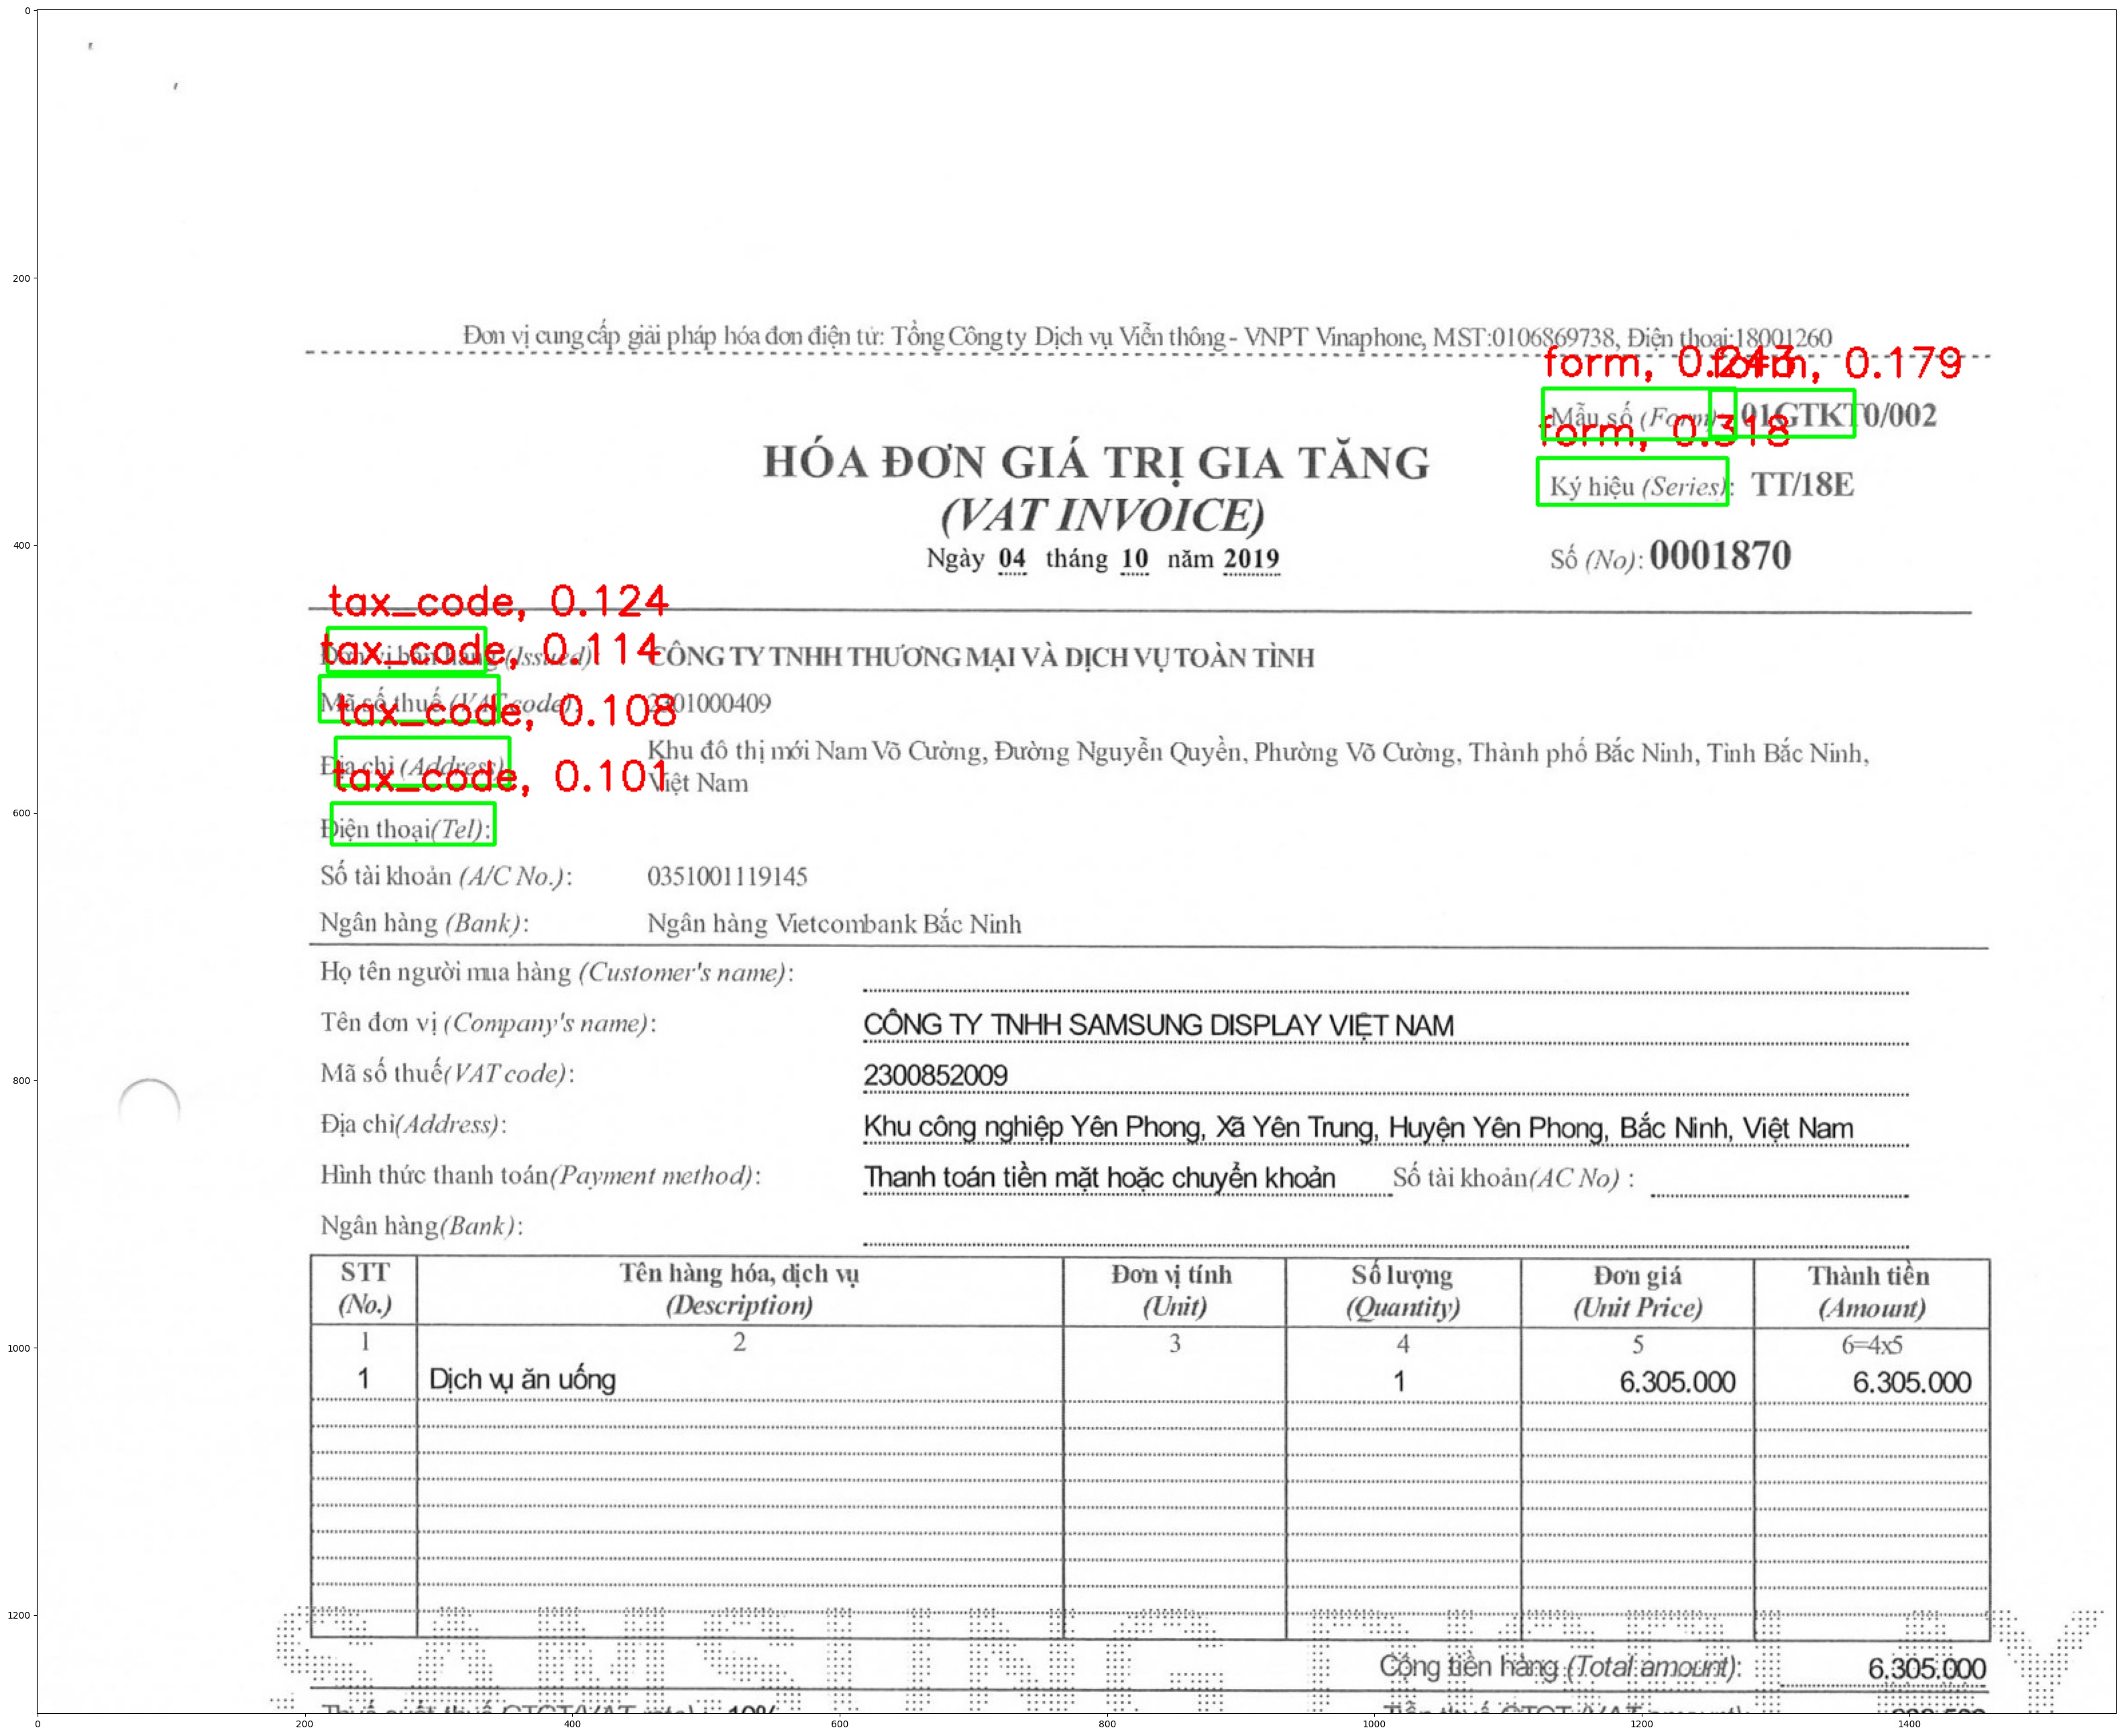 Đơn vị cung cấp giải pháp hóa đơn điện tử: Tổng Công ty Dịch vụ Viễn thông - VNPT Vinaphone, MST:0106869738, Điện thoại:18001260
form, 0.243 form, 0.179
Mẫu số (Form): 01GTKT0/002
form, 0.318
HÓA ĐƠN GIÁ TRỊ GIA TĂNG
Ký hiệu (Series): TT/18E
(VAT INVOICE)
Ngày 04 tháng 10 năm 2019
Số (No): 0001870
tax_code, 0.124
Đơn vị bán hàng (Issued) CÔNG TY TNHH THƯƠNG MẠI VÀ DỊCH VỤ TOÀN TÌNH
tax_code, 0.114
Mã số thuế (VAT code): 2301000409
tax_code, 0.108
Địa chỉ (Address) Khu đô thị mới Nam Võ Cường, Đường Nguyễn Quyền, Phường Võ Cường, Thành phố Bắc Ninh, Tỉnh Bắc Ninh,
Việt Nam
tax_code, 0.101
Điện thoại(Tel):
Số tài khoản (A/C No.): 0351001119145
Ngân hàng (Bank): Ngân hàng Vietcombank Bắc Ninh
Họ tên người mua hàng (Customer's name):
Tên đơn vị (Company's name): CÔNG TY TNHH SAMSUNG DISPLAY VIỆT NAM
Mã số thuế(VAT code): 2300852009
Địa chỉ(Address): Khu công nghiệp Yên Phong, Xã Yên Trung, Huyện Yên Phong, Bắc Ninh, Việt Nam
Hình thức thanh toán(Payment method): Thanh toán tiền mặt hoặc chuyển khoản Số tài khoản(AC No) :
Ngân hàng(Bank):
STT Tên hàng hóa, dịch vụ Đơn vị tính Số lượng Đơn giá Thành tiền
(No.) (Description) (Unit) (Quantity) (Unit Price) (Amount)
1 2 3 4 5 6=4x5
1 Dịch vụ ăn uống 1 6.305.000 6.305.000
SAMSUNG DISPLAY
Cộng tiền hàng (Total amount): 6.305.000
0
200
400
600
800
1000
1200
0 200 400 600 800 1000 1200 1400